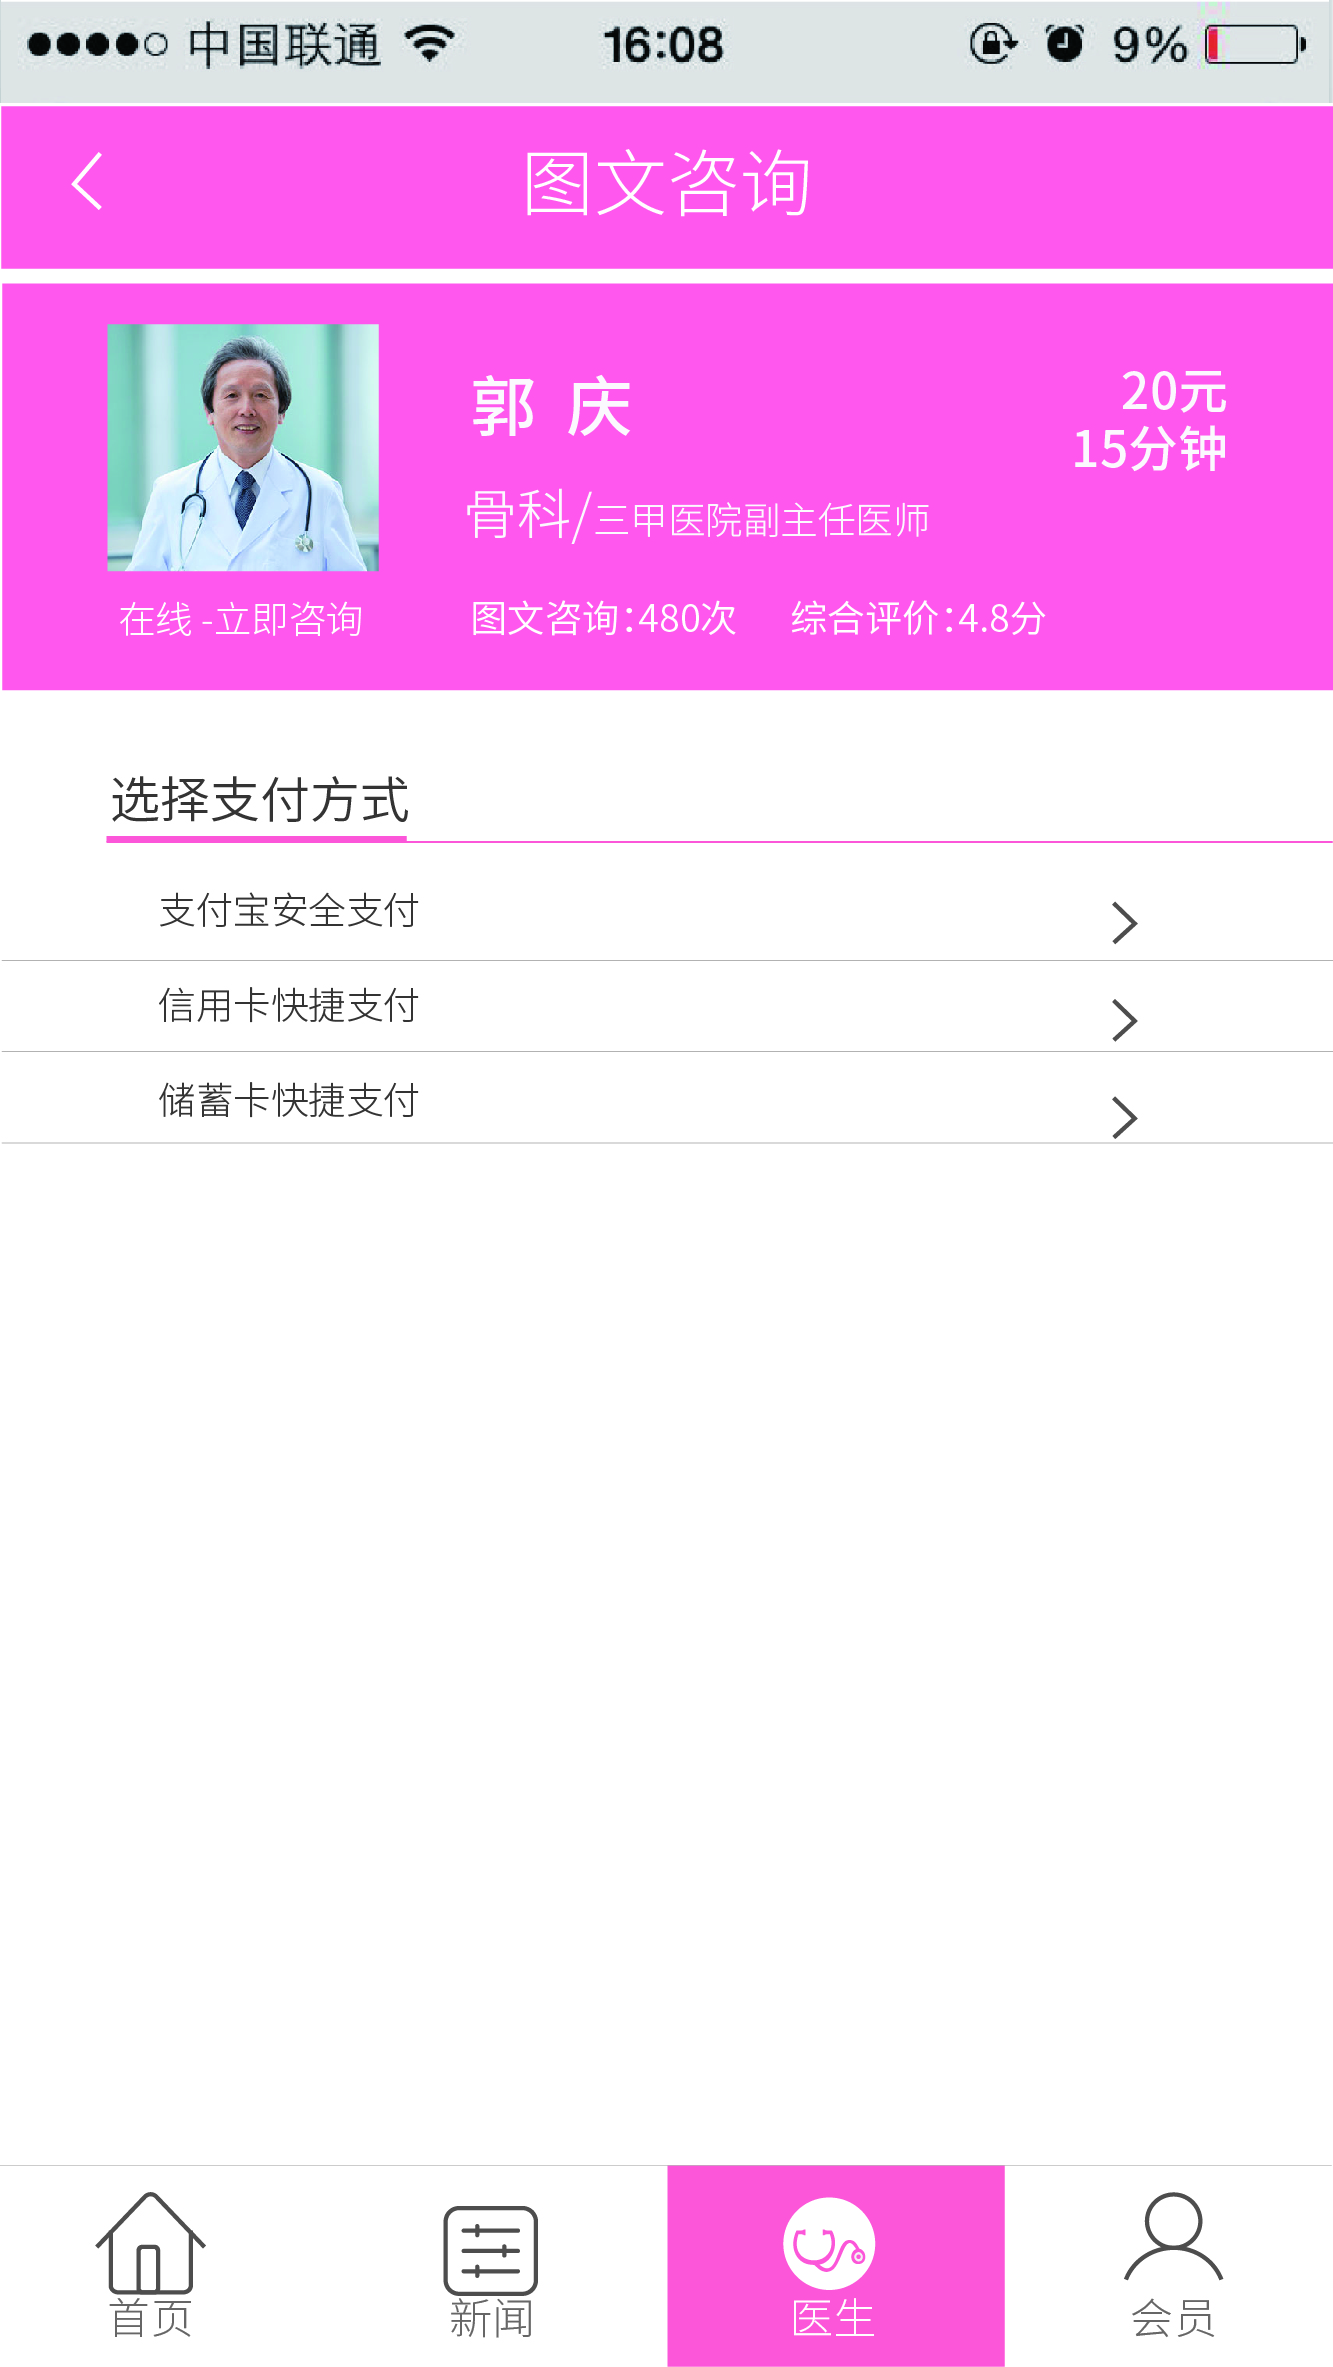 中国联通 16:08 9%
图文咨询
郭 庆
20元
15分钟
骨科/三甲医院副主任医师
在线 -立即咨询
图文咨询：480次 综合评价：4.8分
选择支付方式
支付宝安全支付
信用卡快捷支付
储蓄卡快捷支付
首页 新闻 医生 会员